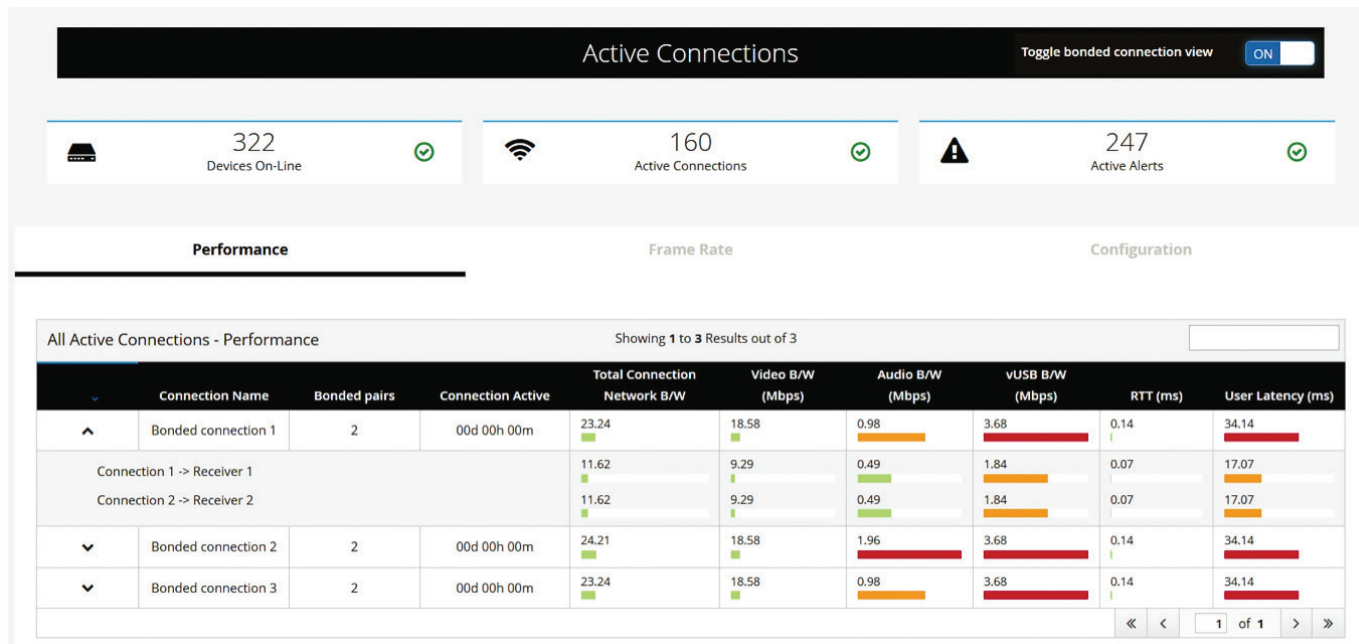 Active Connections
Toggle bonded connection view
ON
322
Devices On-Line
160
Active Connections
247
Active Alerts
Performance Frame Rate Configuration
All Active Connections - Performance Showing 1 to 3 Results out of 3
Total Connection Video B/W Audio B/W vUSB B/W
Connection Name Bonded pairs Connection Active Network B/W (Mbps) (Mbps) (Mbps) RTT (ms) User Latency (ms)
Bonded connection 1 2 00d 00h 00m 23.24 18.58 0.98 3.68 0.14 34.14
Connection 1 -> Receiver 1 11.62 9.29 0.49 1.84 0.07 17.07
Connection 2 -> Receiver 2 11.62 9.29 0.49 1.84 0.07 17.07
Bonded connection 2 2 00d 00h 00m 24.21 18.58 1.96 3.68 0.14 34.14
Bonded connection 3 2 00d 00h 00m 23.24 18.58 0.98 3.68 0.14 34.14
« < 1 of 1 > »